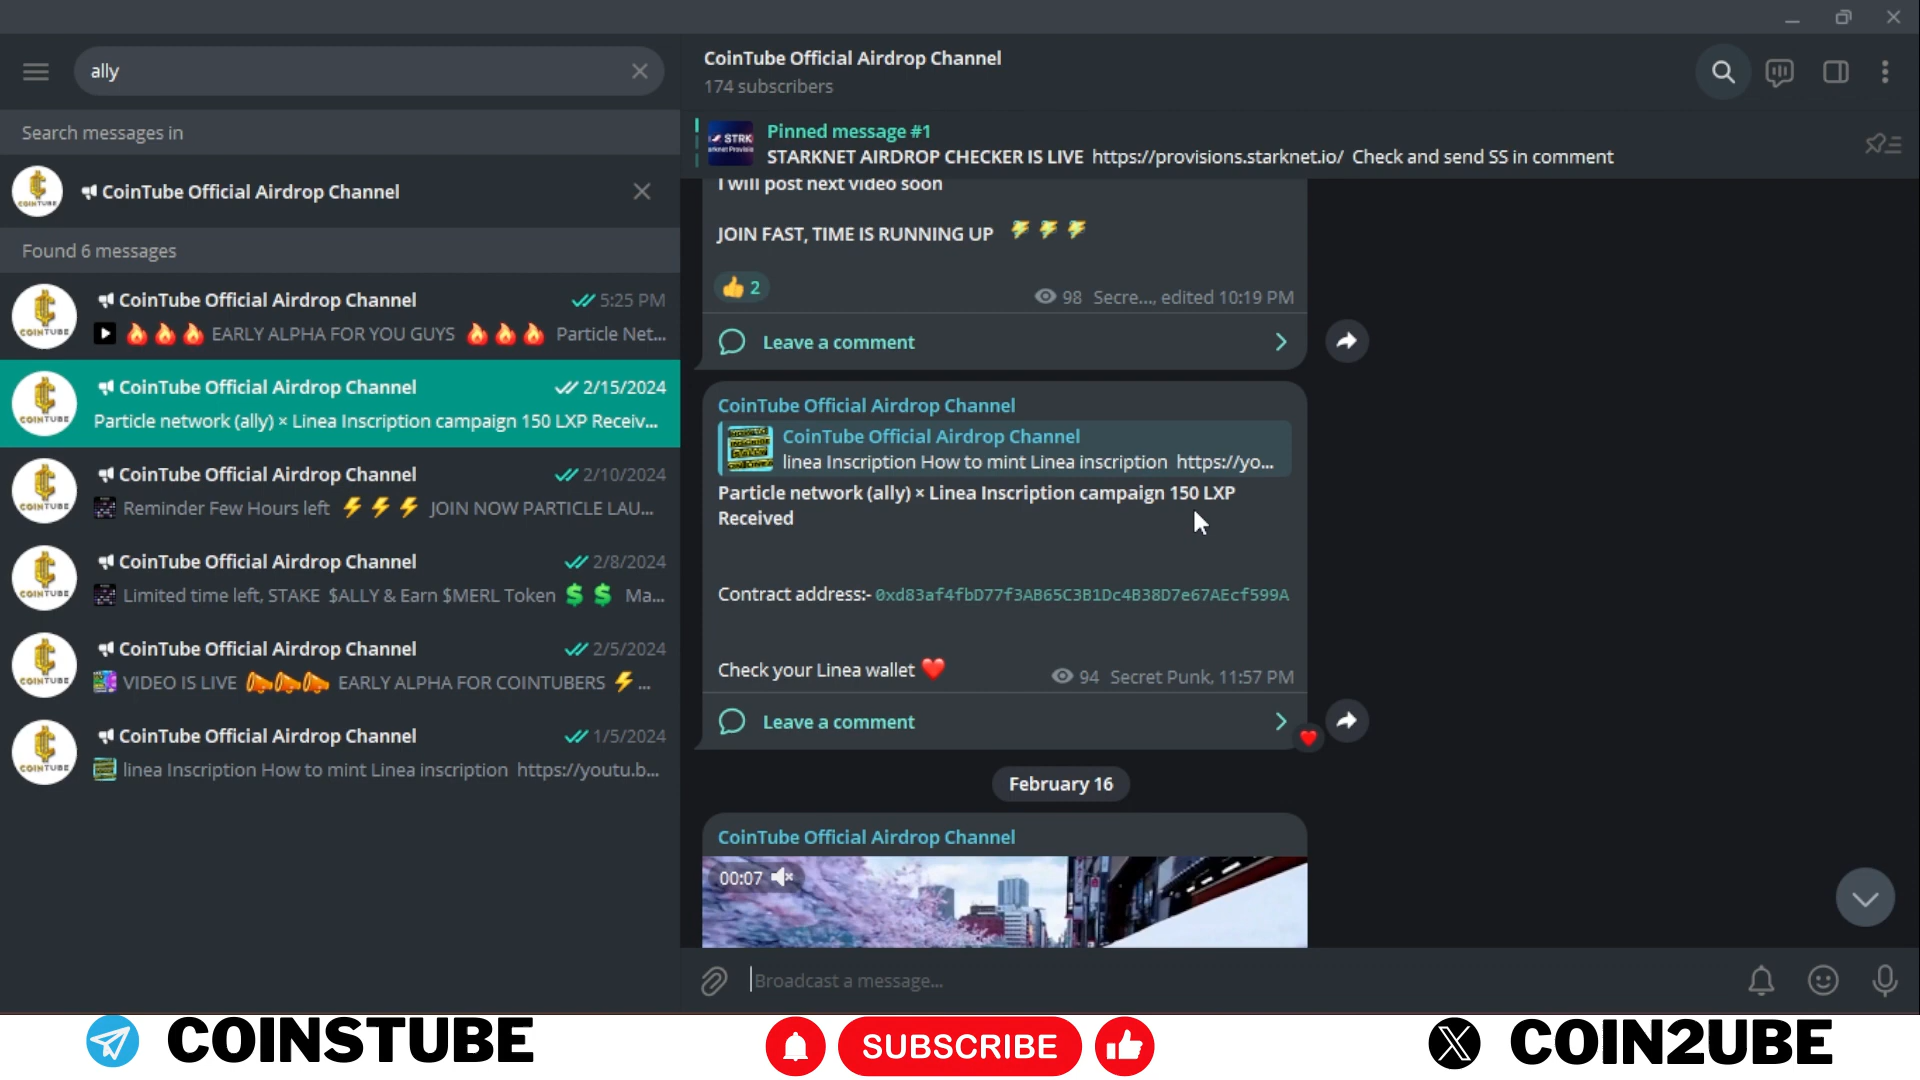 ally
Search messages in
CoinTube Official Airdrop Channel
Found 6 messages
CoinTube Official Airdrop Channel 5:25 PM
🔥🔥🔥 EARLY ALPHA FOR YOU GUYS 🔥🔥🔥 Particle Net...
CoinTube Official Airdrop Channel 2/15/2024
Particle network (ally) × Linea Inscription campaign 150 LXP Receiv...
CoinTube Official Airdrop Channel 2/10/2024
Reminder Few Hours left ⚡⚡⚡ JOIN NOW PARTICLE LAU...
CoinTube Official Airdrop Channel 2/8/2024
Limited time left, STAKE $ALLY & Earn $MERL Token 💲💲 Ma...
CoinTube Official Airdrop Channel 2/5/2024
VIDEO IS LIVE 📣📣📣 EARLY ALPHA FOR COINTUBERS ⚡...
CoinTube Official Airdrop Channel 1/5/2024
linea Inscription How to mint Linea inscription https://youtu.b...
CoinTube Official Airdrop Channel
174 subscribers
Pinned message #1
STARKNET AIRDROP CHECKER IS LIVE https://provisions.starknet.io/ Check and send SS in comment
I will post next video soon
JOIN FAST, TIME IS RUNNING UP ⚡⚡⚡
👍 2
98 Secre..., edited 10:19 PM
Leave a comment
CoinTube Official Airdrop Channel
CoinTube Official Airdrop Channel
linea Inscription How to mint Linea inscription https://yo...
Particle network (ally) × Linea Inscription campaign 150 LXP
Received
Contract address:- 0xd83af4fbD77f3AB65C3B1Dc4B38D7e67AEcf599A
Check your Linea wallet ❤️
94 Secret Punk, 11:57 PM
Leave a comment
February 16
CoinTube Official Airdrop Channel
00:07
Broadcast a message...
COINSTUBE
SUBSCRIBE
COIN2UBE